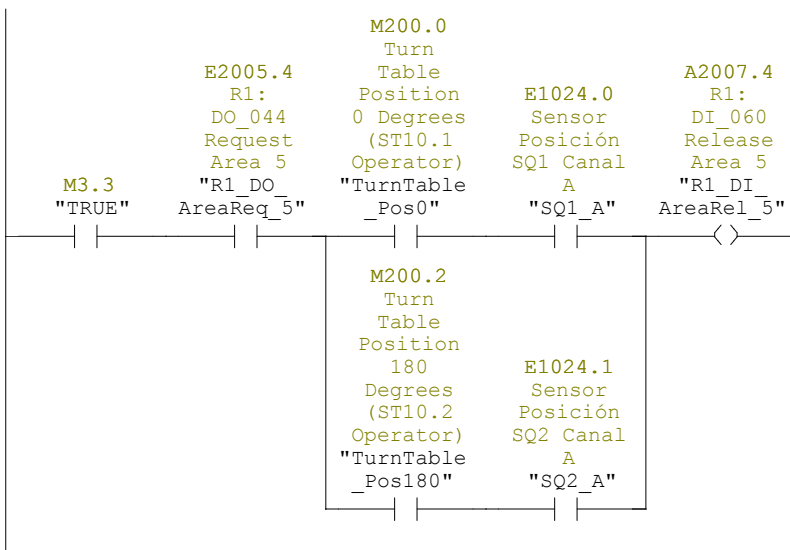 M3.3
"TRUE"
E2005.4
R1:
DO_044
Request
Area 5
"R1_DO_
AreaReq_5"
M200.0
Turn
Table
Position
0 Degrees
(ST10.1
Operator)
"TurnTable
_Pos0"
E1024.0
Sensor
Posición
SQ1 Canal
A
"SQ1_A"
A2007.4
R1:
DI_060
Release
Area 5
"R1_DI_
AreaRel_5"
M200.2
Turn
Table
Position
180
Degrees
(ST10.2
Operator)
"TurnTable
_Pos180"
E1024.1
Sensor
Posición
SQ2 Canal
A
"SQ2_A"